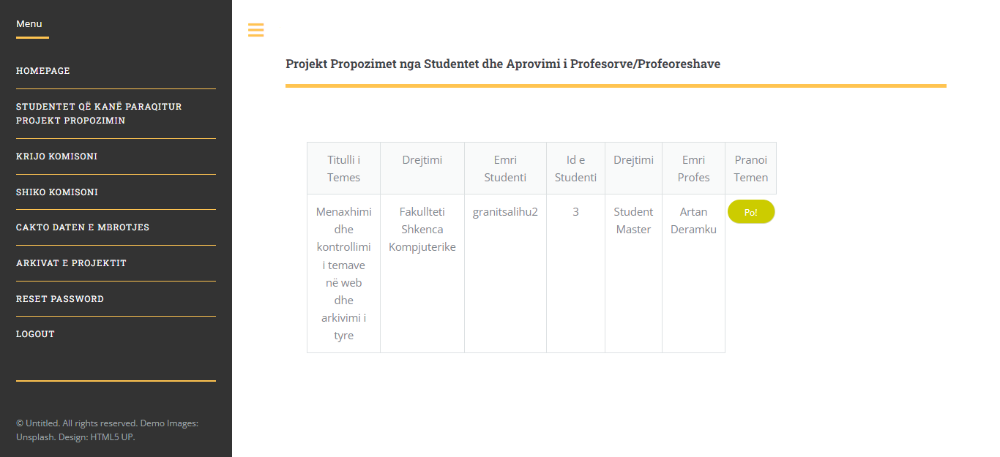 Menu
HOMEPAGE
STUDENTET QË KANË PARAQITUR
PROJEKT PROPOZIMIN
KRIJO KOMISONI
SHIKO KOMISONI
CAKTO DATEN E MBROTJES
ARKIVAT E PROJEKTIT
RESET PASSWORD
LOGOUT
© Untitled. All rights reserved. Demo Images:
Unsplash. Design: HTML5 UP.
Projekt Propozimet nga Studentet dhe Aprovimi i Profesorve/Profeoreshave
Titulli i
Temes
Drejtimi
Emri
Studenti
Id e
Studenti
Drejtimi
Emri
Profes
Pranoi
Temen
Menaxhimi
dhe
kontrollimi
i temave
në web
dhe
arkivimi i
tyre
Fakullteti
Shkenca
Kompjuterike
granitsalihu2
3
Student
Master
Artan
Deramku
Po!